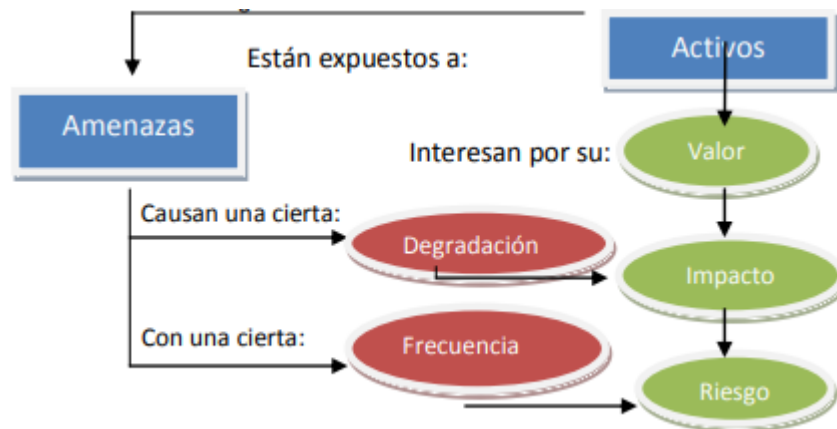 Están expuestos a:
Activos
Amenazas
Interesan por su:
Valor
Causan una cierta:
Degradación
Impacto
Con una cierta:
Frecuencia
Riesgo